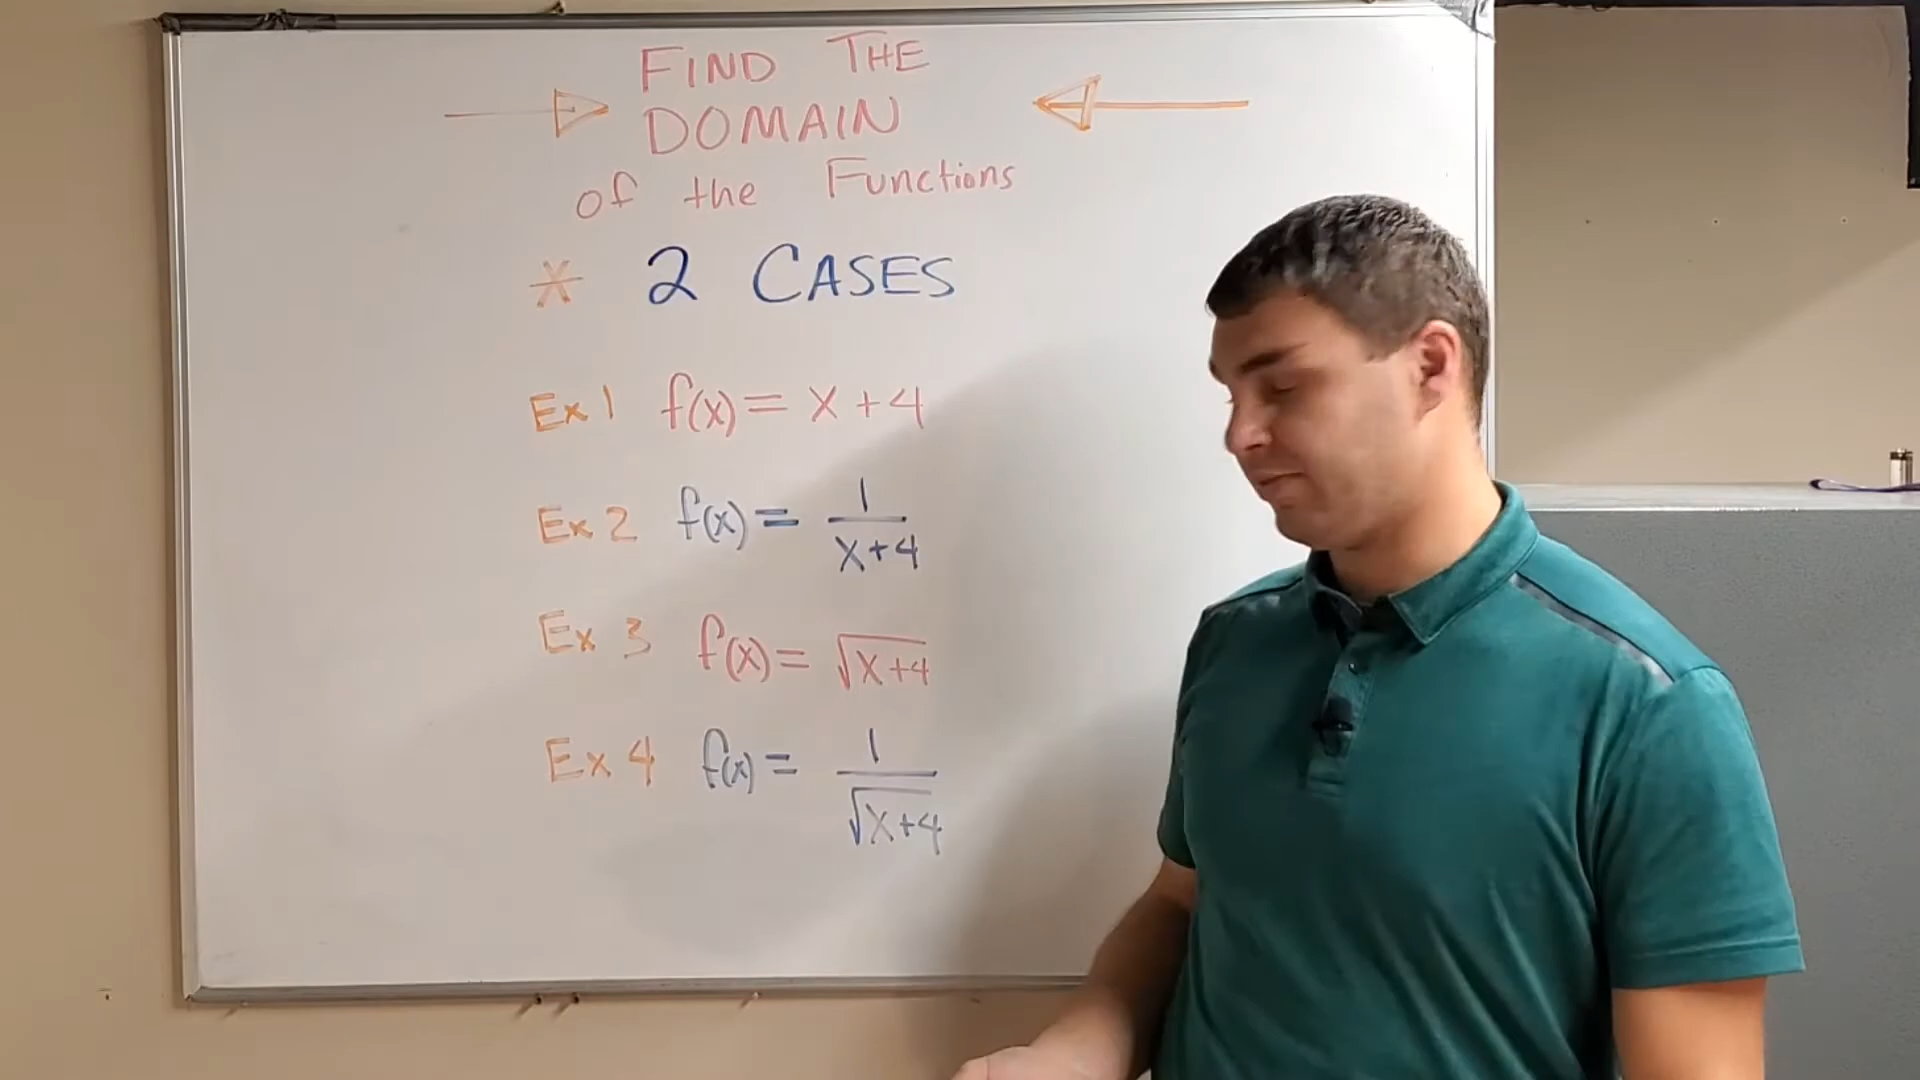 FIND THE
DOMAIN
of the Functions
* 2 CASES
Ex 1 f(x) = x + 4
Ex 2 f(x) = 1/(x+4)
Ex 3 f(x) = √(x+4)
Ex 4 f(x) = 1/√(x+4)